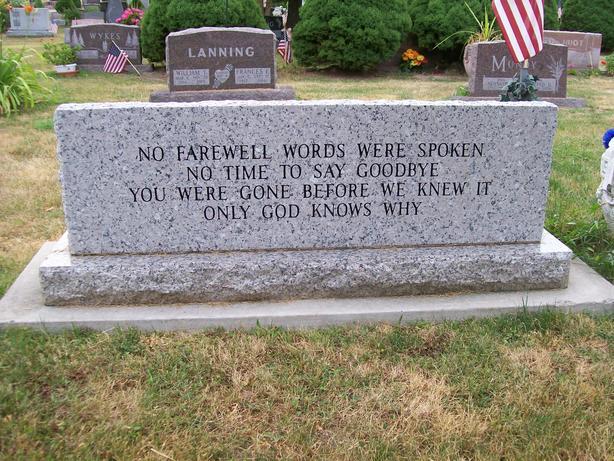 WYKES
LANNING
WILLIAM T.
FRANCES E.
NO FAREWELL WORDS WERE SPOKEN
NO TIME TO SAY GOODBYE
YOU WERE GONE BEFORE WE KNEW IT
ONLY GOD KNOWS WHY